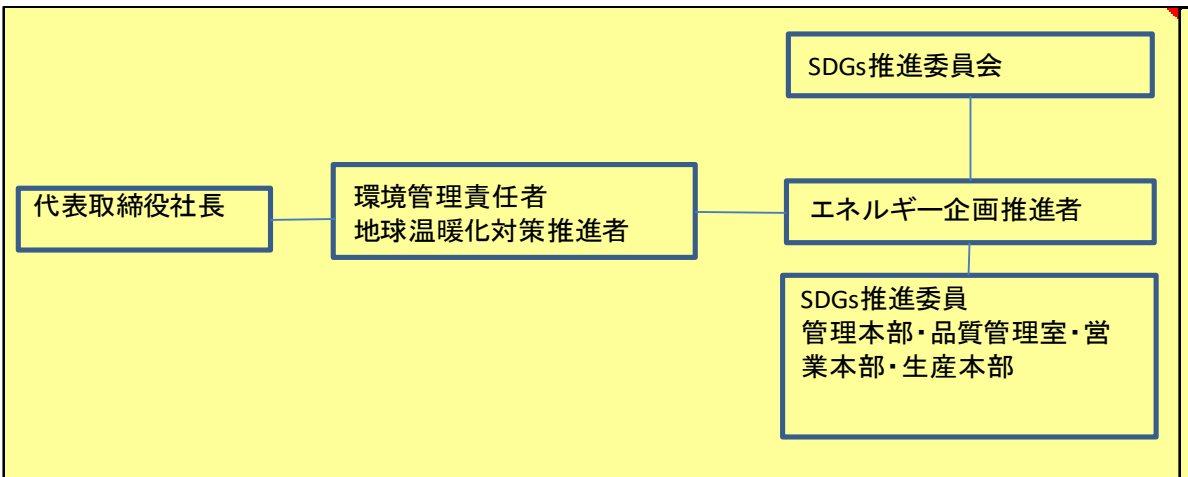 SDGs推進委員会
代表取締役社長
環境管理責任者
地球温暖化対策推進者
エネルギー企画推進者
SDGs推進委員
管理本部・品質管理室・営
業本部・生産本部